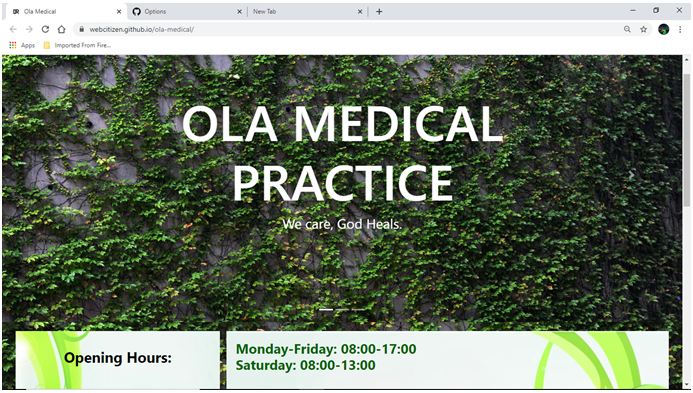 Ola Medical
Options
New Tab
webcitizen.github.io/ola-medical/
Apps
Imported From Fire...
OLA MEDICAL
PRACTICE
We care, God Heals.
Opening Hours:
Monday-Friday: 08:00-17:00
Saturday: 08:00-13:00